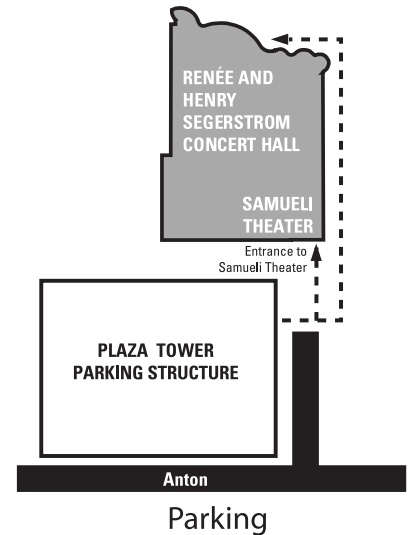 RENÉE AND
HENRY
SEGERSTROM
CONCERT HALL
SAMUELI
THEATER
Entrance to
Samueli Theater
PLAZA TOWER
PARKING STRUCTURE
Anton
Parking